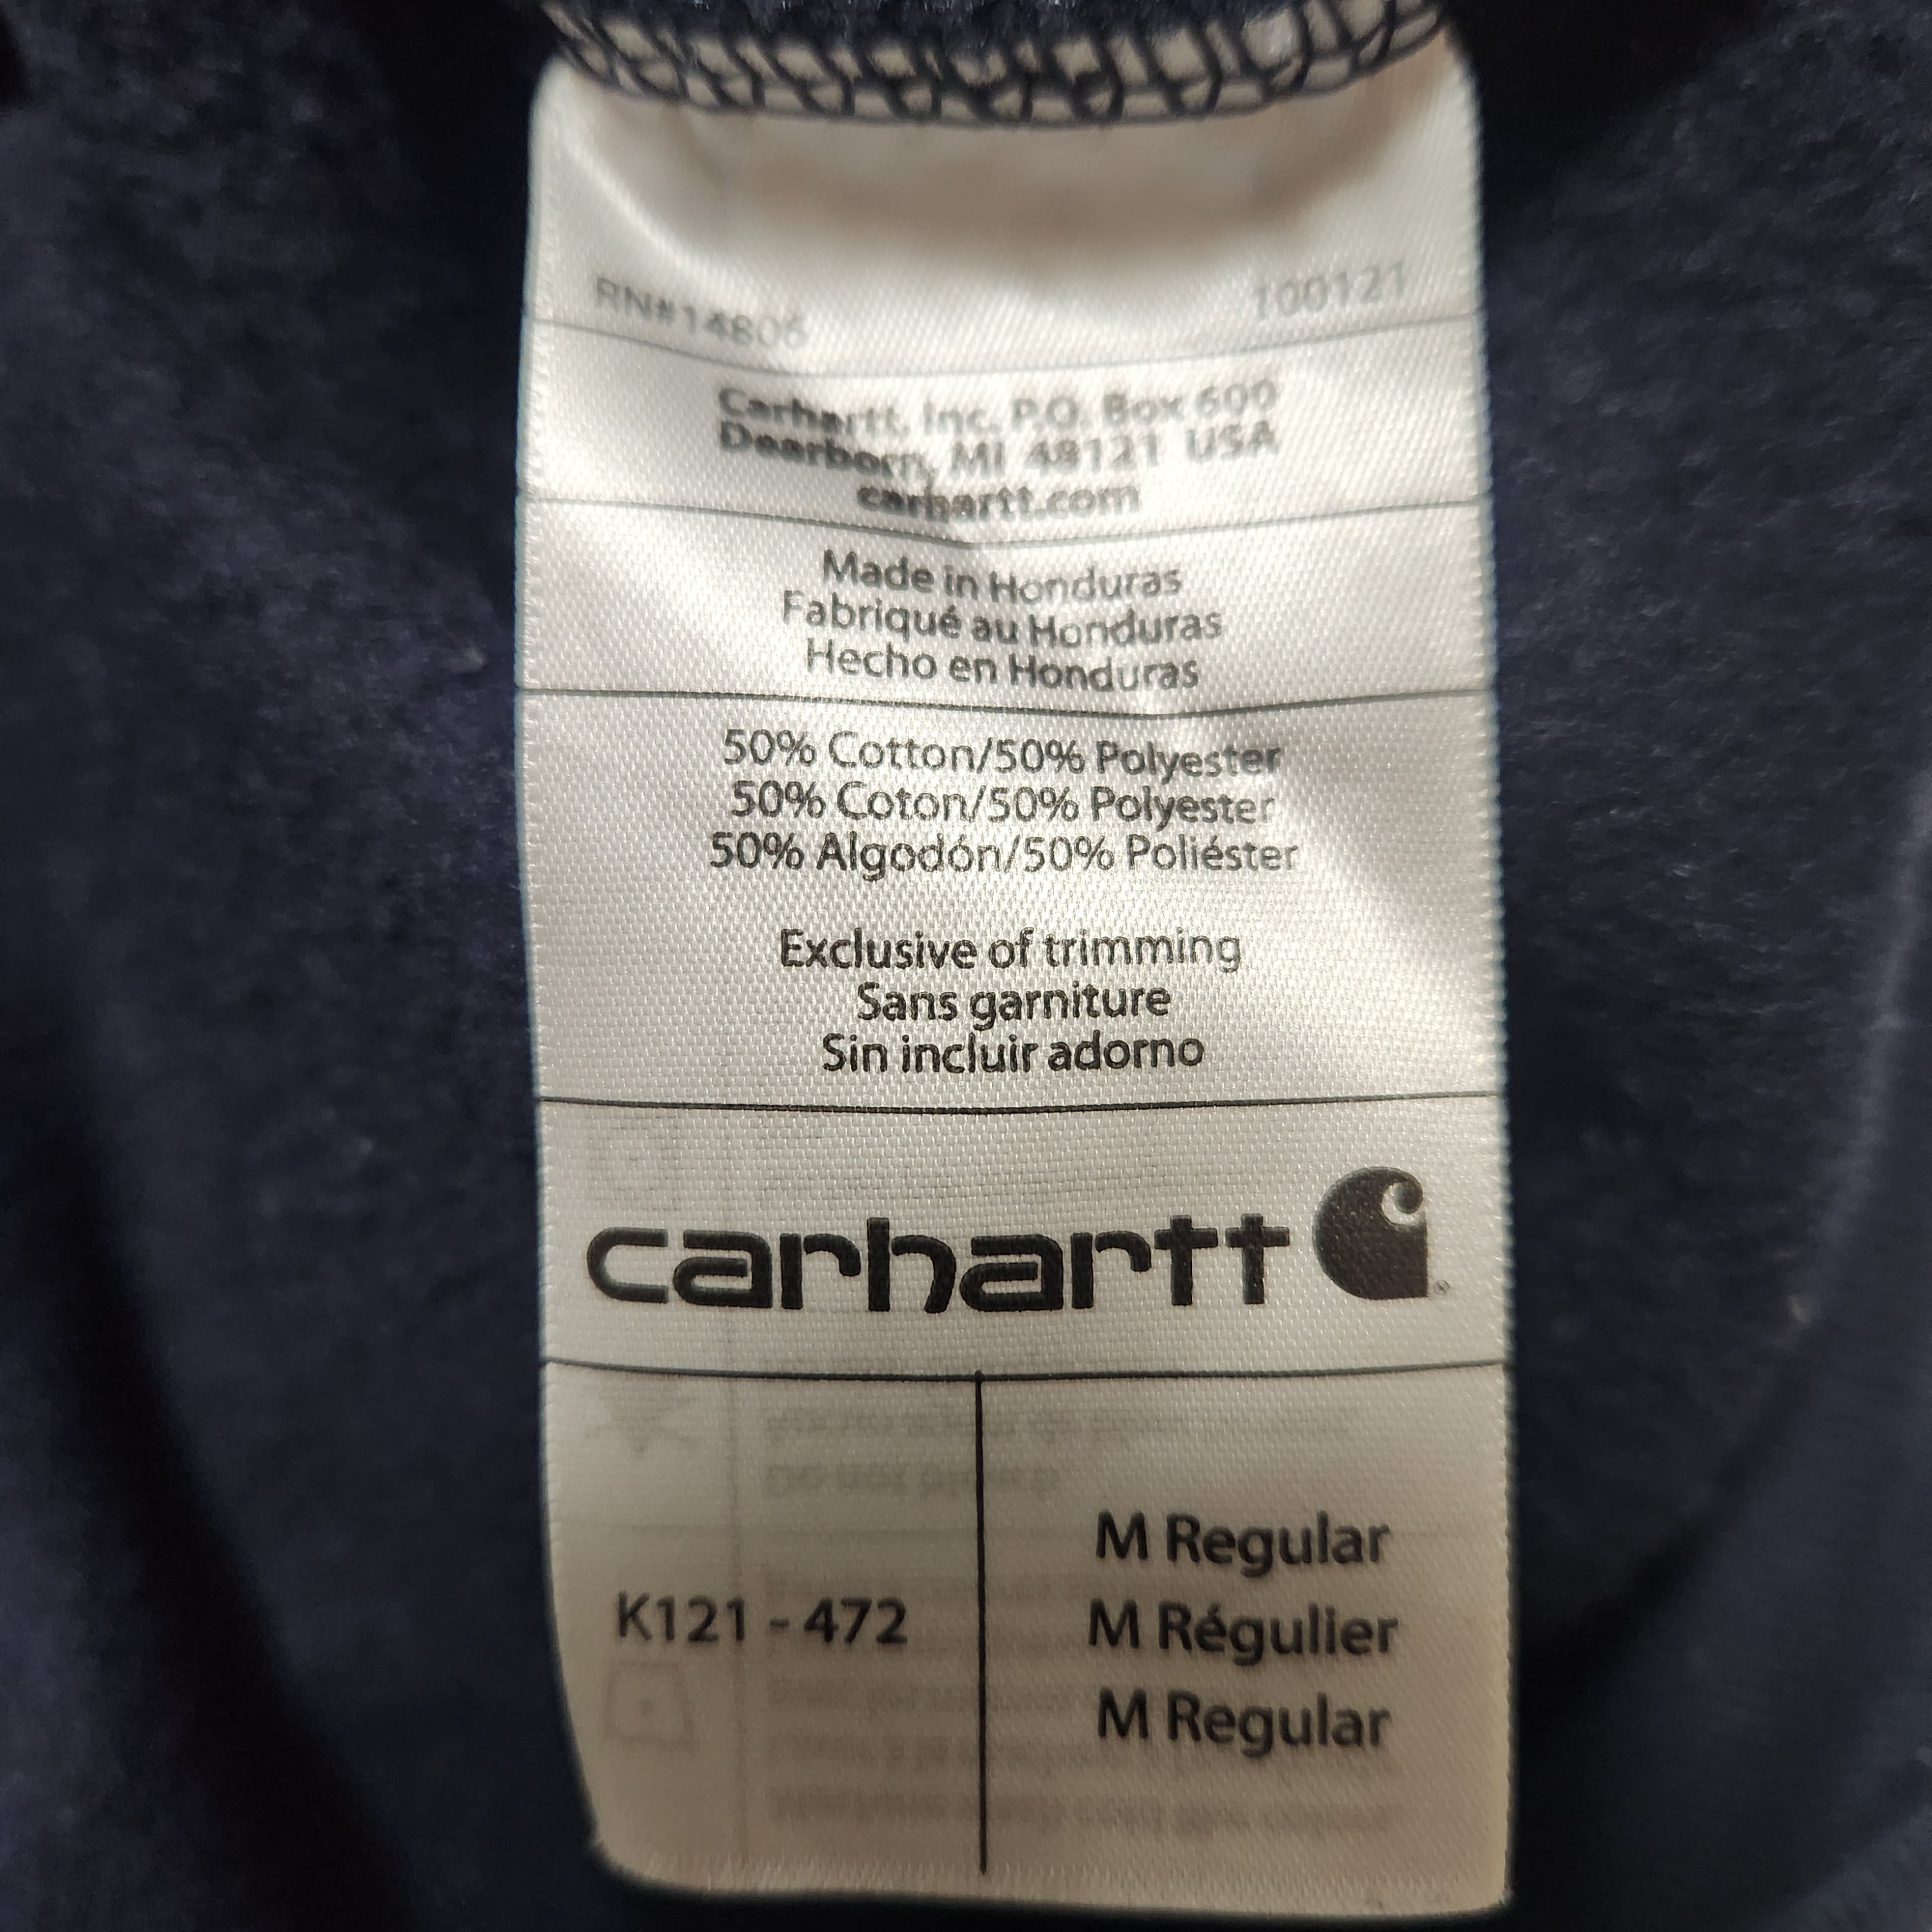 RN#14806 100121
Carhartt, Inc. P.O. Box 600
Dearborn, MI 48121 USA
carhartt.com
Made in Honduras
Fabriqué au Honduras
Hecho en Honduras
50% Cotton/50% Polyester
50% Coton/50% Polyester
50% Algodón/50% Poliéster
Exclusive of trimming
Sans garniture
Sin incluir adorno
carhartt
K121 - 472
M Regular
M Régulier
M Regular